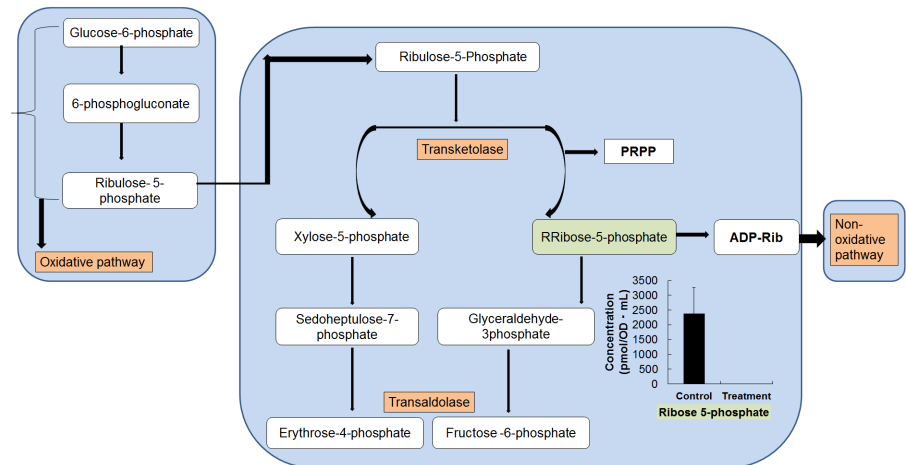 Glucose-6-phosphate
6-phosphogluconate
Ribulose- 5-
phosphate
Oxidative pathway
Ribulose-5-Phosphate
Transketolase
PRPP
Xylose-5-phosphate
RRibose-5-phosphate
ADP-Rib
Non-
oxidative
pathway
Sedoheptulose-7-
phosphate
Glyceraldehyde-
3phosphate
Transaldolase
Erythrose-4-phosphate
Fructose -6-phosphate
Concentration
(pmol/OD・mL)
3500
3000
2500
2000
1500
1000
500
0
Control Treatment
Ribose 5-phosphate